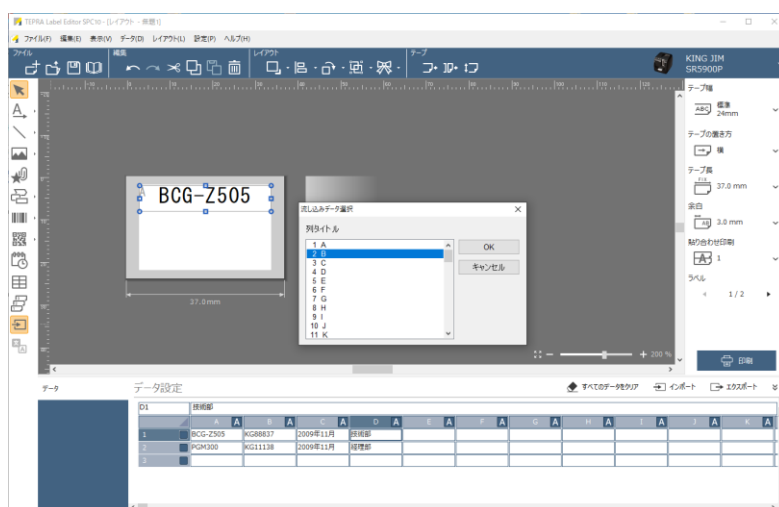 TEPRA Label Editor SPC10 - [レイアウト - 無題1]
ファイル(F) 編集(E) 表示(V) データ(D) レイアウト(L) 設定(P) ヘルプ(H)
ファイル 編集 レイアウト テープ
KING JIM
SR5900P
テープ幅
ABC 標準
24mm
テープの置き方
横
テープ長
37.0 mm
余白
3.0 mm
貼り合わせ印刷
A 1
ラベル
1 / 2
印刷
BCG-Z505
37.0mm
流し込みデータ選択
列タイトル
1 A
2 B
3 C
4 D
5 E
6 F
7 G
8 H
9 I
10 J
11 K
OK
キャンセル
200 %
データ
データ設定
すべてのデータをクリア インポート エクスポート
D1 技術部
A A B A C A D A E A F A G A H A I A J A K A
1 BCG-Z505 KG88837 2009年11月 技術部
2 PGM300 KG11138 2009年11月 経理部
3